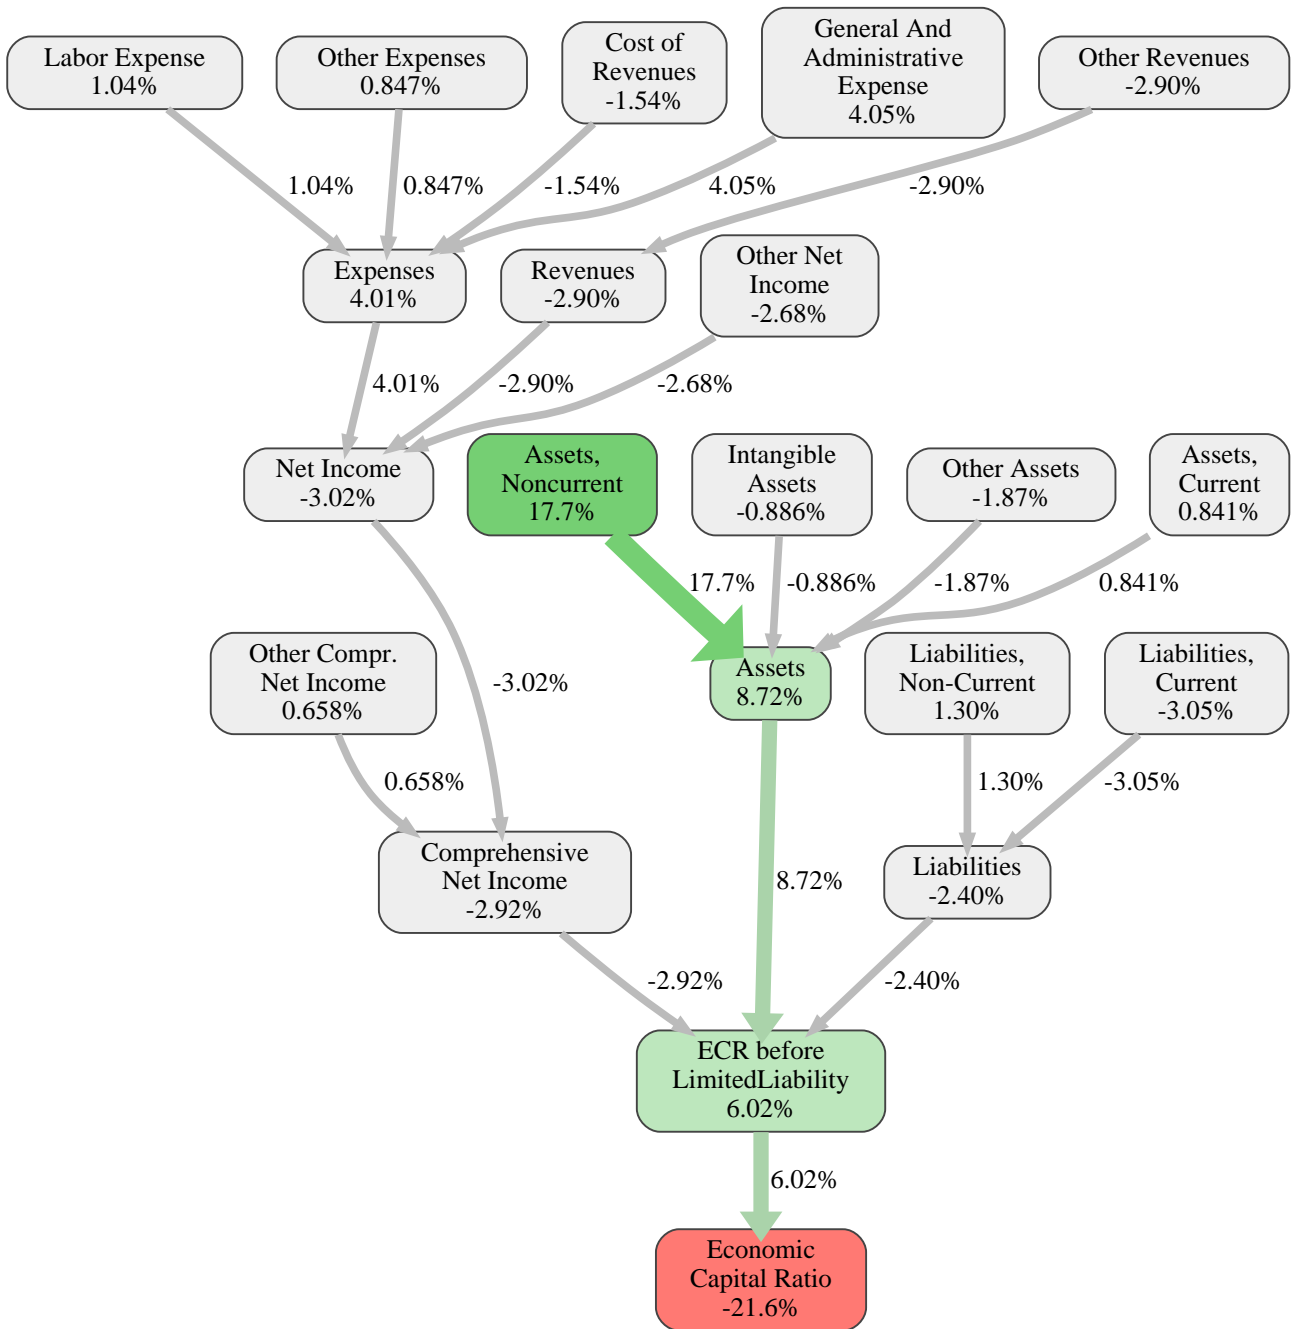 Labor Expense
1.04%
Other Expenses
0.847%
Cost of
Revenues
-1.54%
General And
Administrative
Expense
4.05%
Other Revenues
-2.90%
1.04%
0.847%
-1.54%
4.05%
-2.90%
Expenses
4.01%
Revenues
-2.90%
Other Net
Income
-2.68%
4.01%
-2.90%
-2.68%
Net Income
-3.02%
Assets,
Noncurrent
17.7%
Intangible
Assets
-0.886%
Other Assets
-1.87%
Assets,
Current
0.841%
17.7%
-0.886%
-1.87%
0.841%
Other Compr.
Net Income
0.658%
-3.02%
Assets
8.72%
Liabilities,
Non-Current
1.30%
Liabilities,
Current
-3.05%
0.658%
1.30%
-3.05%
Comprehensive
Net Income
-2.92%
8.72%
Liabilities
-2.40%
-2.92%
-2.40%
ECR before
LimitedLiability
6.02%
6.02%
Economic
Capital Ratio
-21.6%